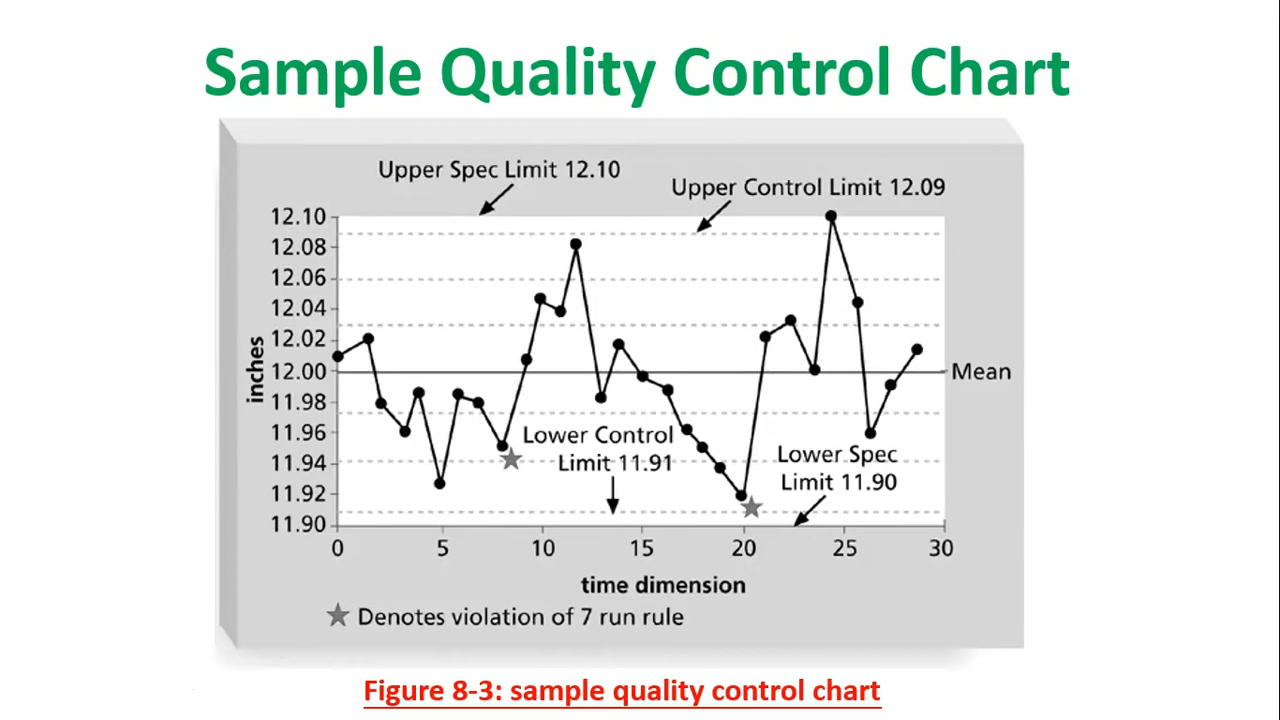 Sample Quality Control Chart
Upper Spec Limit 12.10
Upper Control Limit 12.09
12.10
12.08
12.06
12.04
12.02
12.00
11.98
11.96
11.94
11.92
11.90
inches
Mean
Lower Control
Limit 11.91
Lower Spec
Limit 11.90
0 5 10 15 20 25 30
time dimension
Denotes violation of 7 run rule
Figure 8-3: sample quality control chart